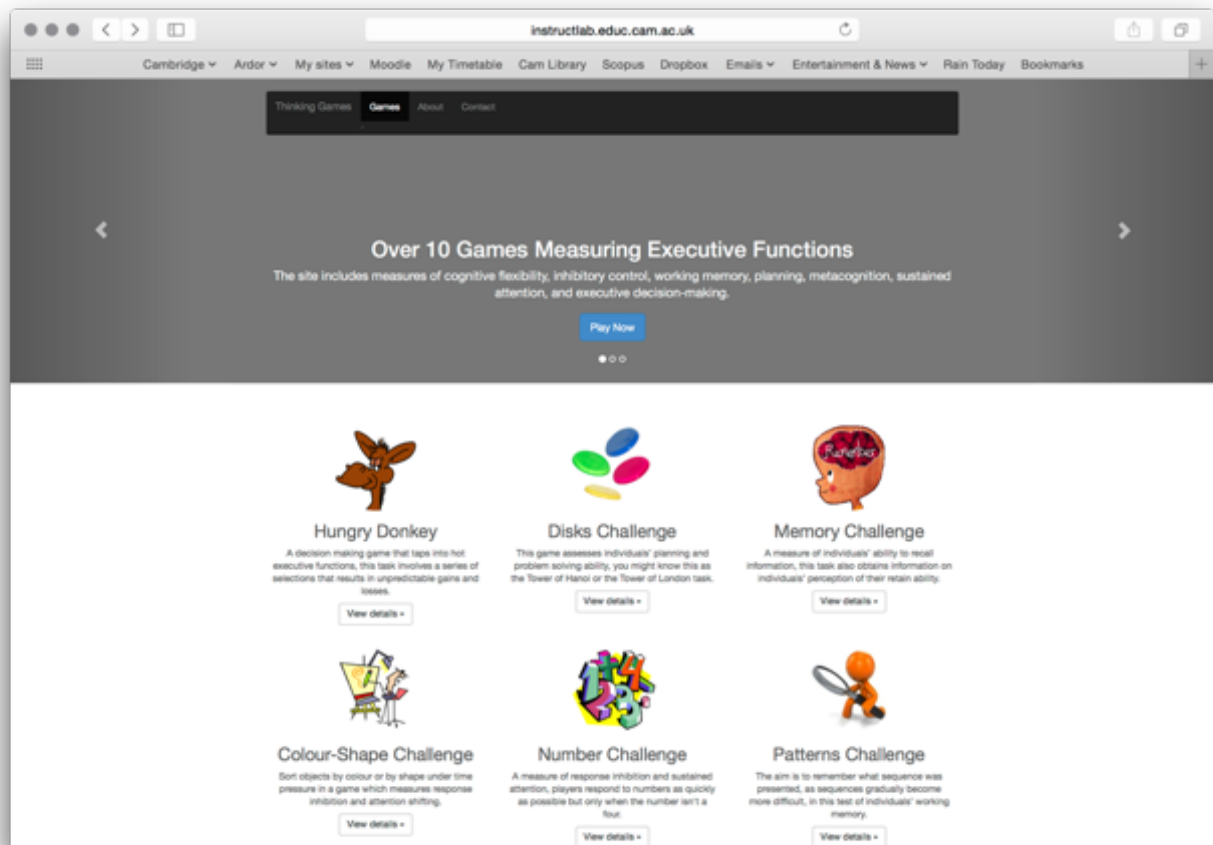 instructlab.educ.cam.ac.uk
Cambridge Ardor My sites Moodle My Timetable Cam Library Scopus Dropbox Emails Entertainment & News Rain Today Bookmarks
Thinking Games Games About Contact
Over 10 Games Measuring Executive Functions
The site includes measures of cognitive flexibility, inhibitory control, working memory, planning, metacognition, sustained
attention, and executive decision-making.
Play Now
Remember
Hungry Donkey
A decision making game that taps into hot
executive functions, this task involves a series of
selections that results in unpredictable gains and
losses.
View details »
Disks Challenge
This game assesses individuals' planning and
problem solving ability, you might know this as
the Tower of Hanoi or the Tower of London task.
View details »
Memory Challenge
A measure of individuals' ability to recall
information, this task also obtains information on
individuals' perception of their retain ability.
View details »
Colour-Shape Challenge
Sort objects by colour or by shape under time
pressure in a game which measures response
inhibition and attention shifting.
View details »
Number Challenge
A measure of response inhibition and sustained
attention, players respond to numbers as quickly
as possible but only when the number isn't a
four.
View details »
Patterns Challenge
The aim is to remember what sequence was
presented, as sequences gradually become
more difficult, in this test of individuals' working
memory.
View details »